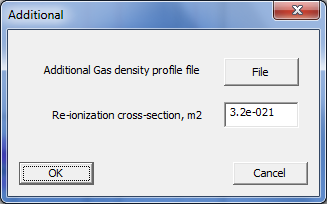 Additional
Additional Gas density profile file
File
Re-ionization cross-section, m2
3.2e-021
OK
Cancel